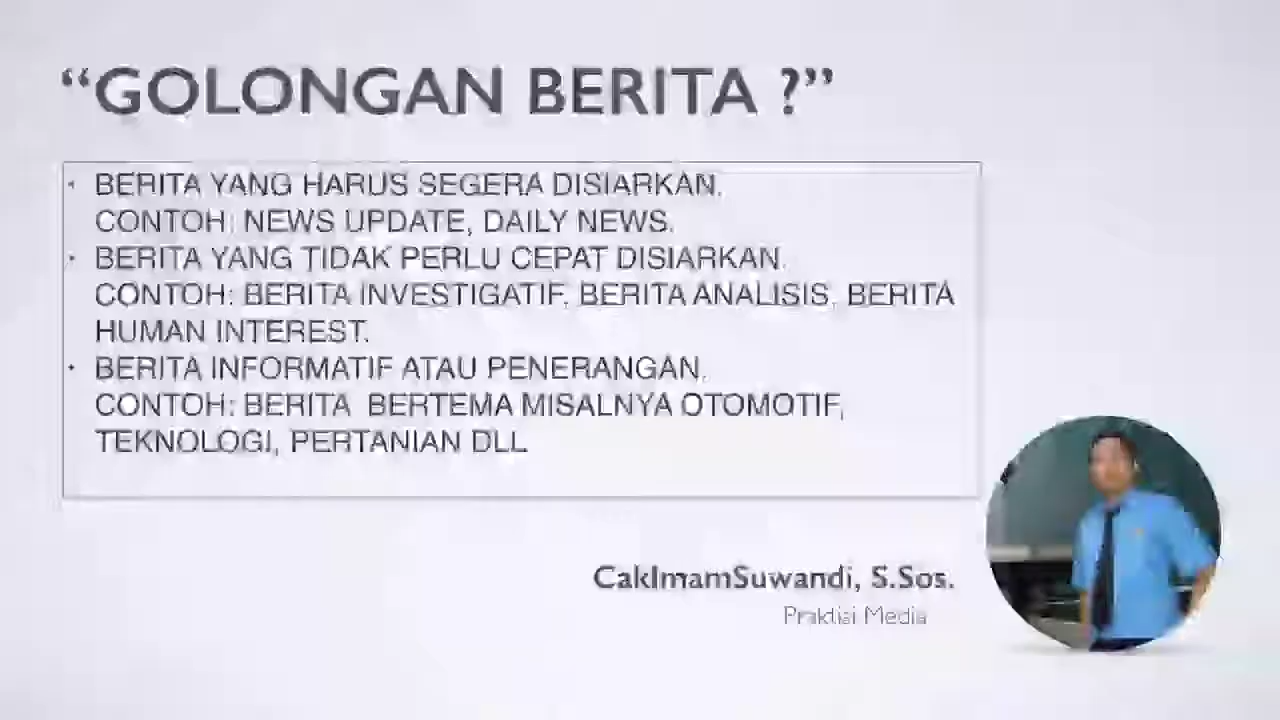 “GOLONGAN BERITA ?”
• BERITA YANG HARUS SEGERA DISIARKAN.
CONTOH: NEWS UPDATE, DAILY NEWS.
• BERITA YANG TIDAK PERLU CEPAT DISIARKAN.
CONTOH: BERITA INVESTIGATIF, BERITA ANALISIS, BERITA
HUMAN INTEREST.
• BERITA INFORMATIF ATAU PENERANGAN.
CONTOH: BERITA BERTEMA MISALNYA OTOMOTIF,
TEKNOLOGI, PERTANIAN DLL
CakImamSuwandi, S.Sos.
Praktisi Media